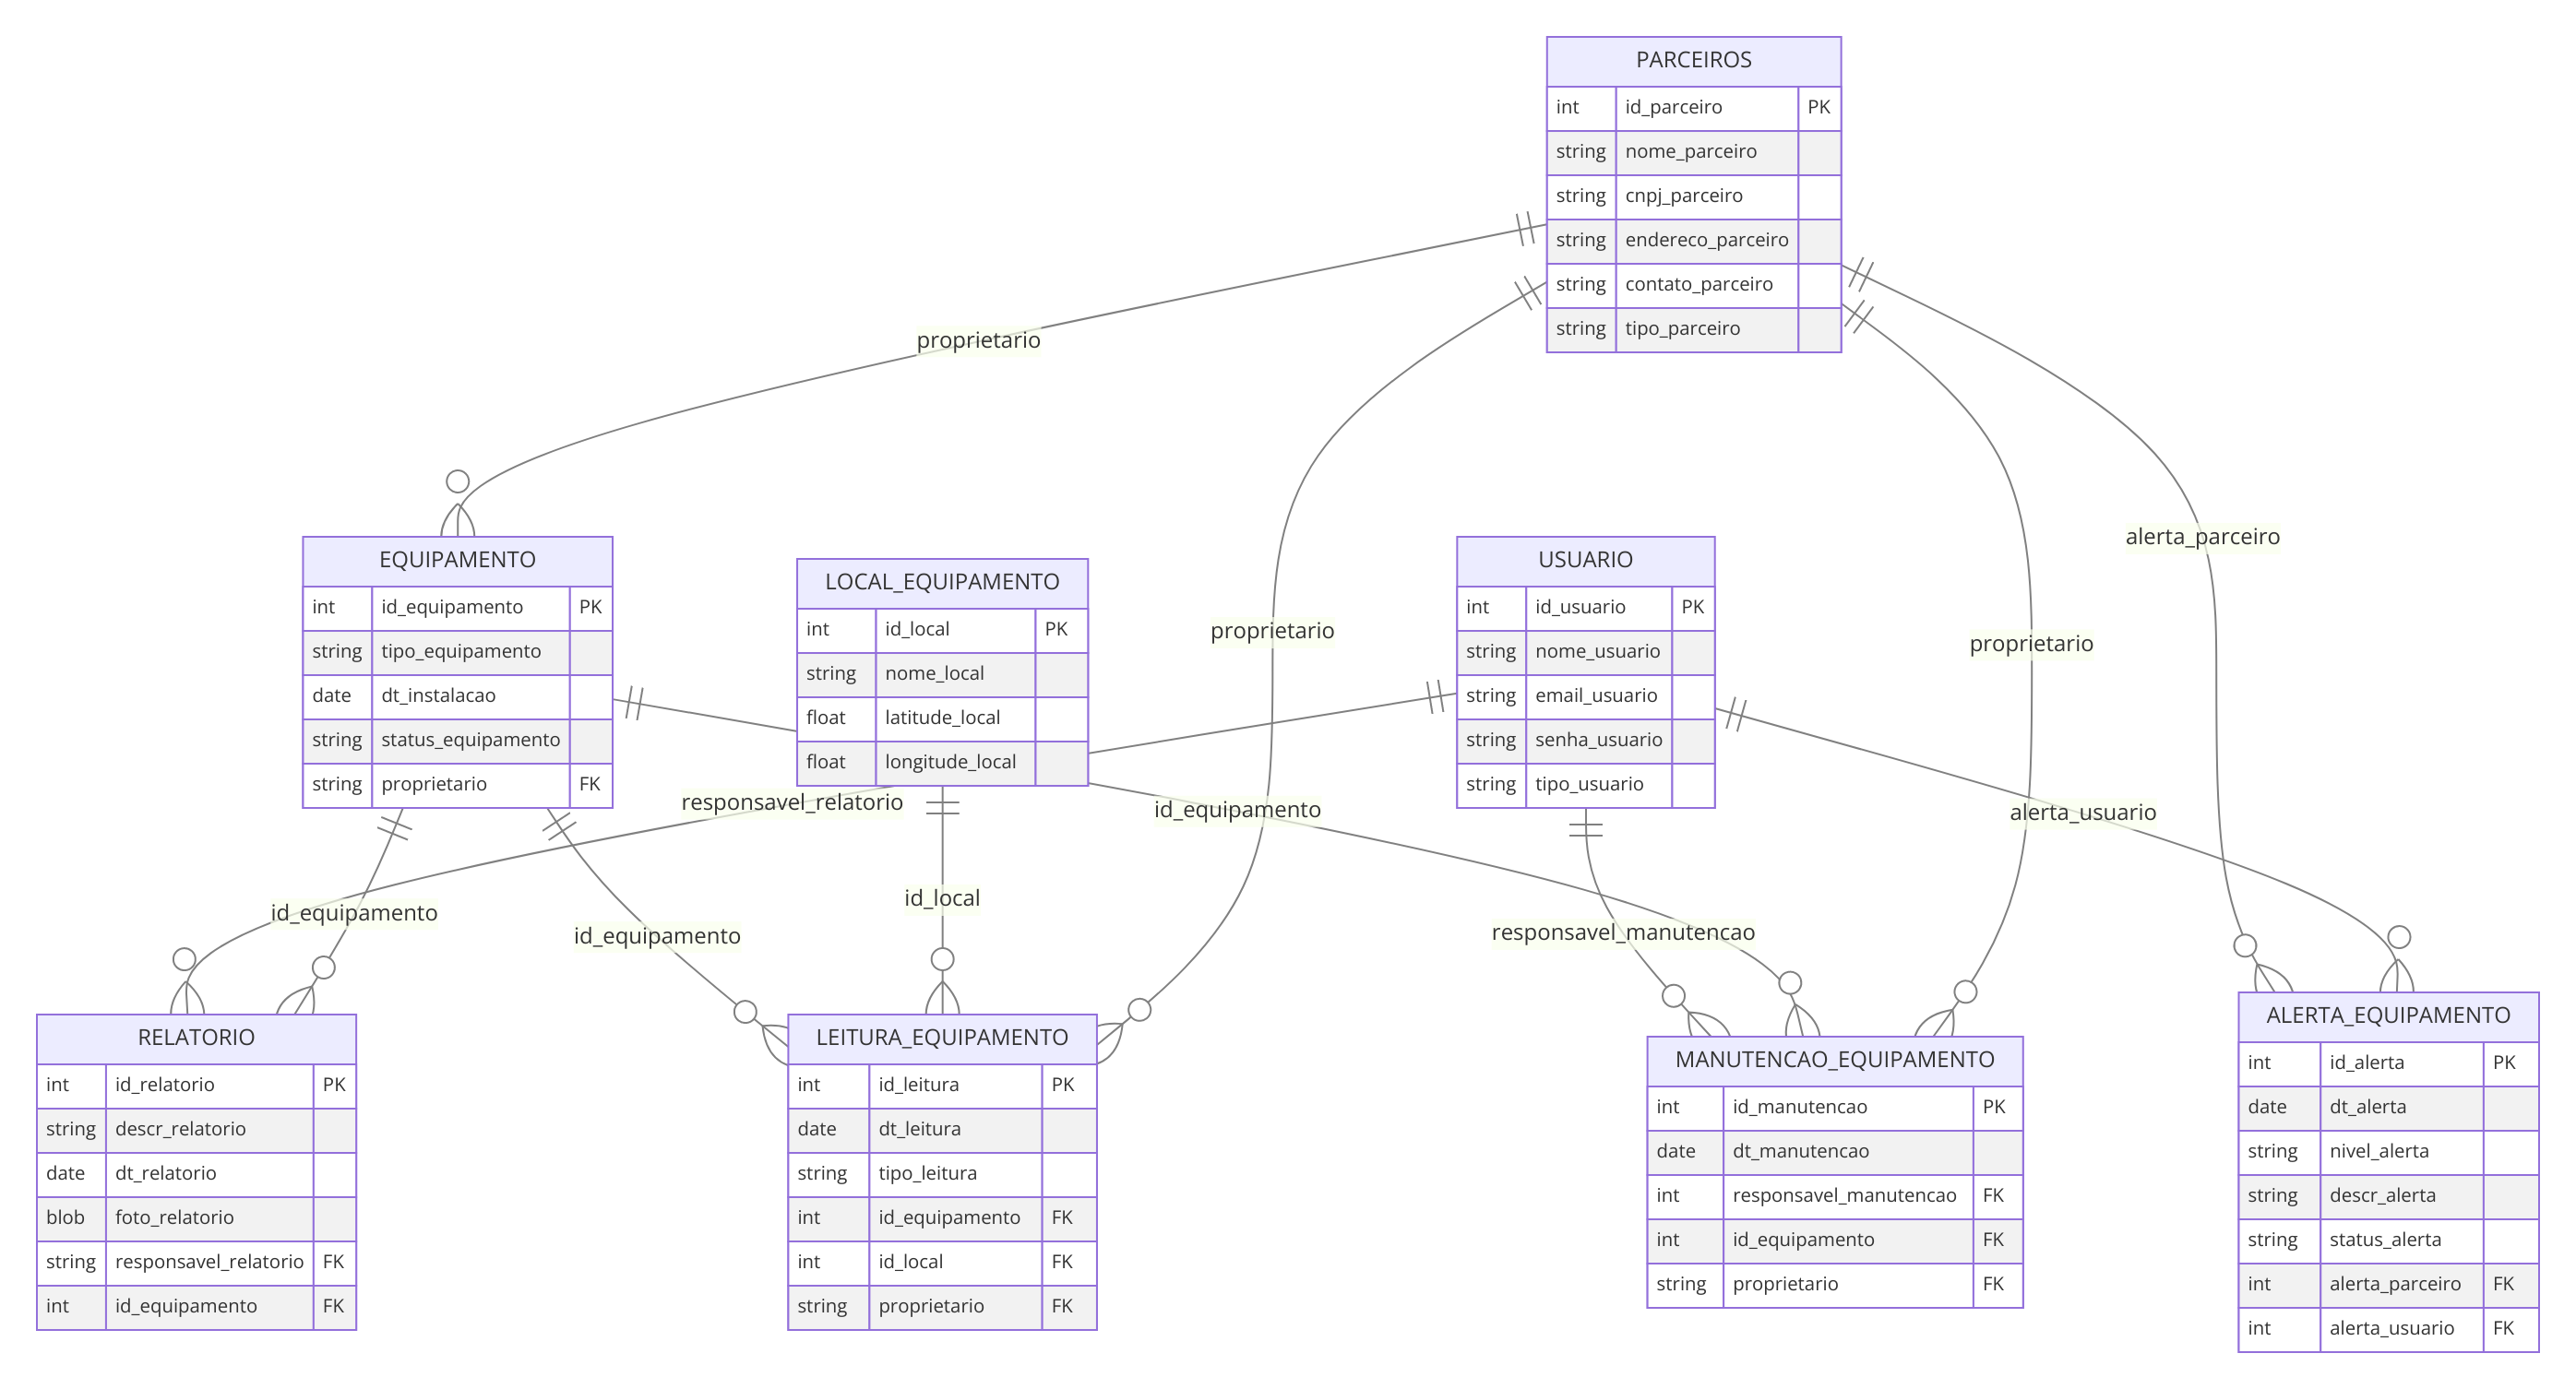 PARCEIROS
int id_parceiro PK
string nome_parceiro
string cnpj_parceiro
string endereco_parceiro
string contato_parceiro
string tipo_parceiro
proprietario
alerta_parceiro
EQUIPAMENTO
int id_equipamento PK
string tipo_equipamento
date dt_instalacao
string status_equipamento
string proprietario FK
LOCAL_EQUIPAMENTO
int id_local PK
string nome_local
float latitude_local
float longitude_local
proprietario
USUARIO
int id_usuario PK
string nome_usuario
string email_usuario
string senha_usuario
string tipo_usuario
proprietario
responsavel_relatorio
id_equipamento
alerta_usuario
id_equipamento
id_equipamento
id_local
responsavel_manutencao
RELATORIO
int id_relatorio PK
string descr_relatorio
date dt_relatorio
blob foto_relatorio
string responsavel_relatorio FK
int id_equipamento FK
LEITURA_EQUIPAMENTO
int id_leitura PK
date dt_leitura
string tipo_leitura
int id_equipamento FK
int id_local FK
string proprietario FK
MANUTENCAO_EQUIPAMENTO
int id_manutencao PK
date dt_manutencao
int responsavel_manutencao FK
int id_equipamento FK
string proprietario FK
ALERTA_EQUIPAMENTO
int id_alerta PK
date dt_alerta
string nivel_alerta
string descr_alerta
string status_alerta
int alerta_parceiro FK
int alerta_usuario FK